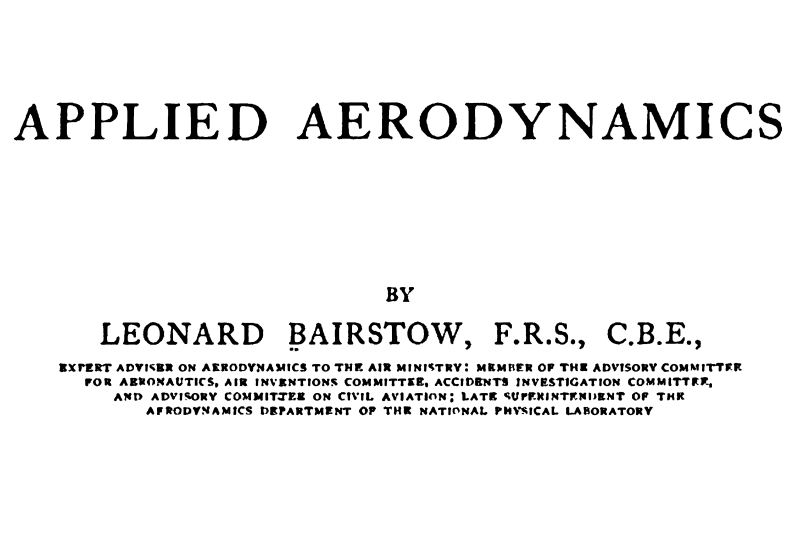 APPLIED AERODYNAMICS
BY
LEONARD BAIRSTOW, F.R.S., C.B.E.,
EXPERT ADVISER ON AERODYNAMICS TO THE AIR MINISTRY: MEMBER OF THE ADVISORY COMMITTEE
FOR AERONAUTICS, AIR INVENTIONS COMMITTEE, ACCIDENTS INVESTIGATION COMMITTEE,
AND ADVISORY COMMITTEE ON CIVIL AVIATION; LATE SUPERINTENDENT OF THE
AERODYNAMICS DEPARTMENT OF THE NATIONAL PHYSICAL LABORATORY